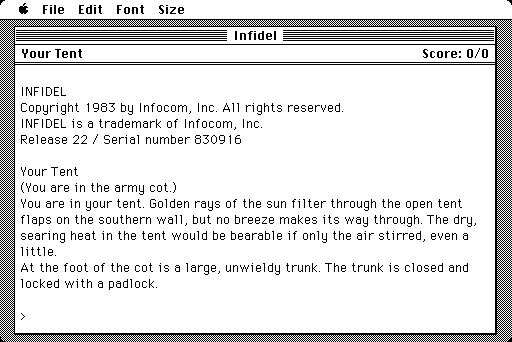 File Edit Font Size
Infidel
Your Tent Score: 0/0
INFIDEL
Copyright 1983 by Infocom, Inc. All rights reserved.
INFIDEL is a trademark of Infocom, Inc.
Release 22 / Serial number 830916
Your Tent
(You are in the army cot.)
You are in your tent. Golden rays of the sun filter through the open tent
flaps on the southern wall, but no breeze makes its way through. The dry,
searing heat in the tent would be bearable if only the air stirred, even a
little.
At the foot of the cot is a large, unwieldy trunk. The trunk is closed and
locked with a padlock.
>